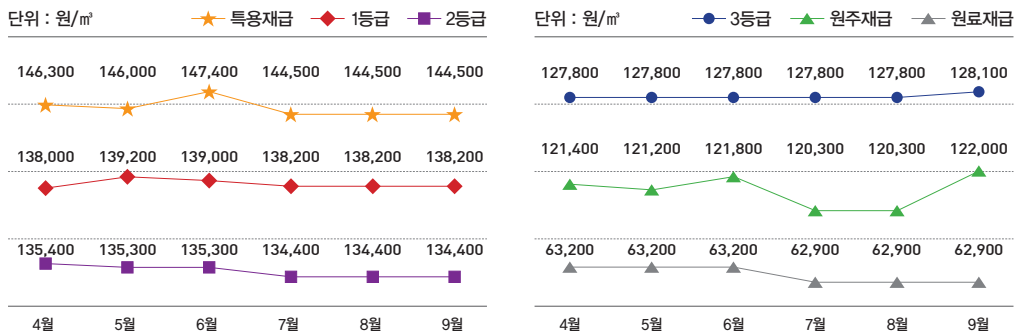 단위 : 원/㎥ 특용재급 1등급 2등급
146,300 146,000 147,400 144,500 144,500 144,500
138,000 139,200 139,000 138,200 138,200 138,200
135,400 135,300 135,300 134,400 134,400 134,400
4월 5월 6월 7월 8월 9월
단위 : 원/㎥ 3등급 원주재급 원료재급
127,800 127,800 127,800 127,800 127,800 128,100
121,400 121,200 121,800 120,300 120,300 122,000
63,200 63,200 63,200 62,900 62,900 62,900
4월 5월 6월 7월 8월 9월